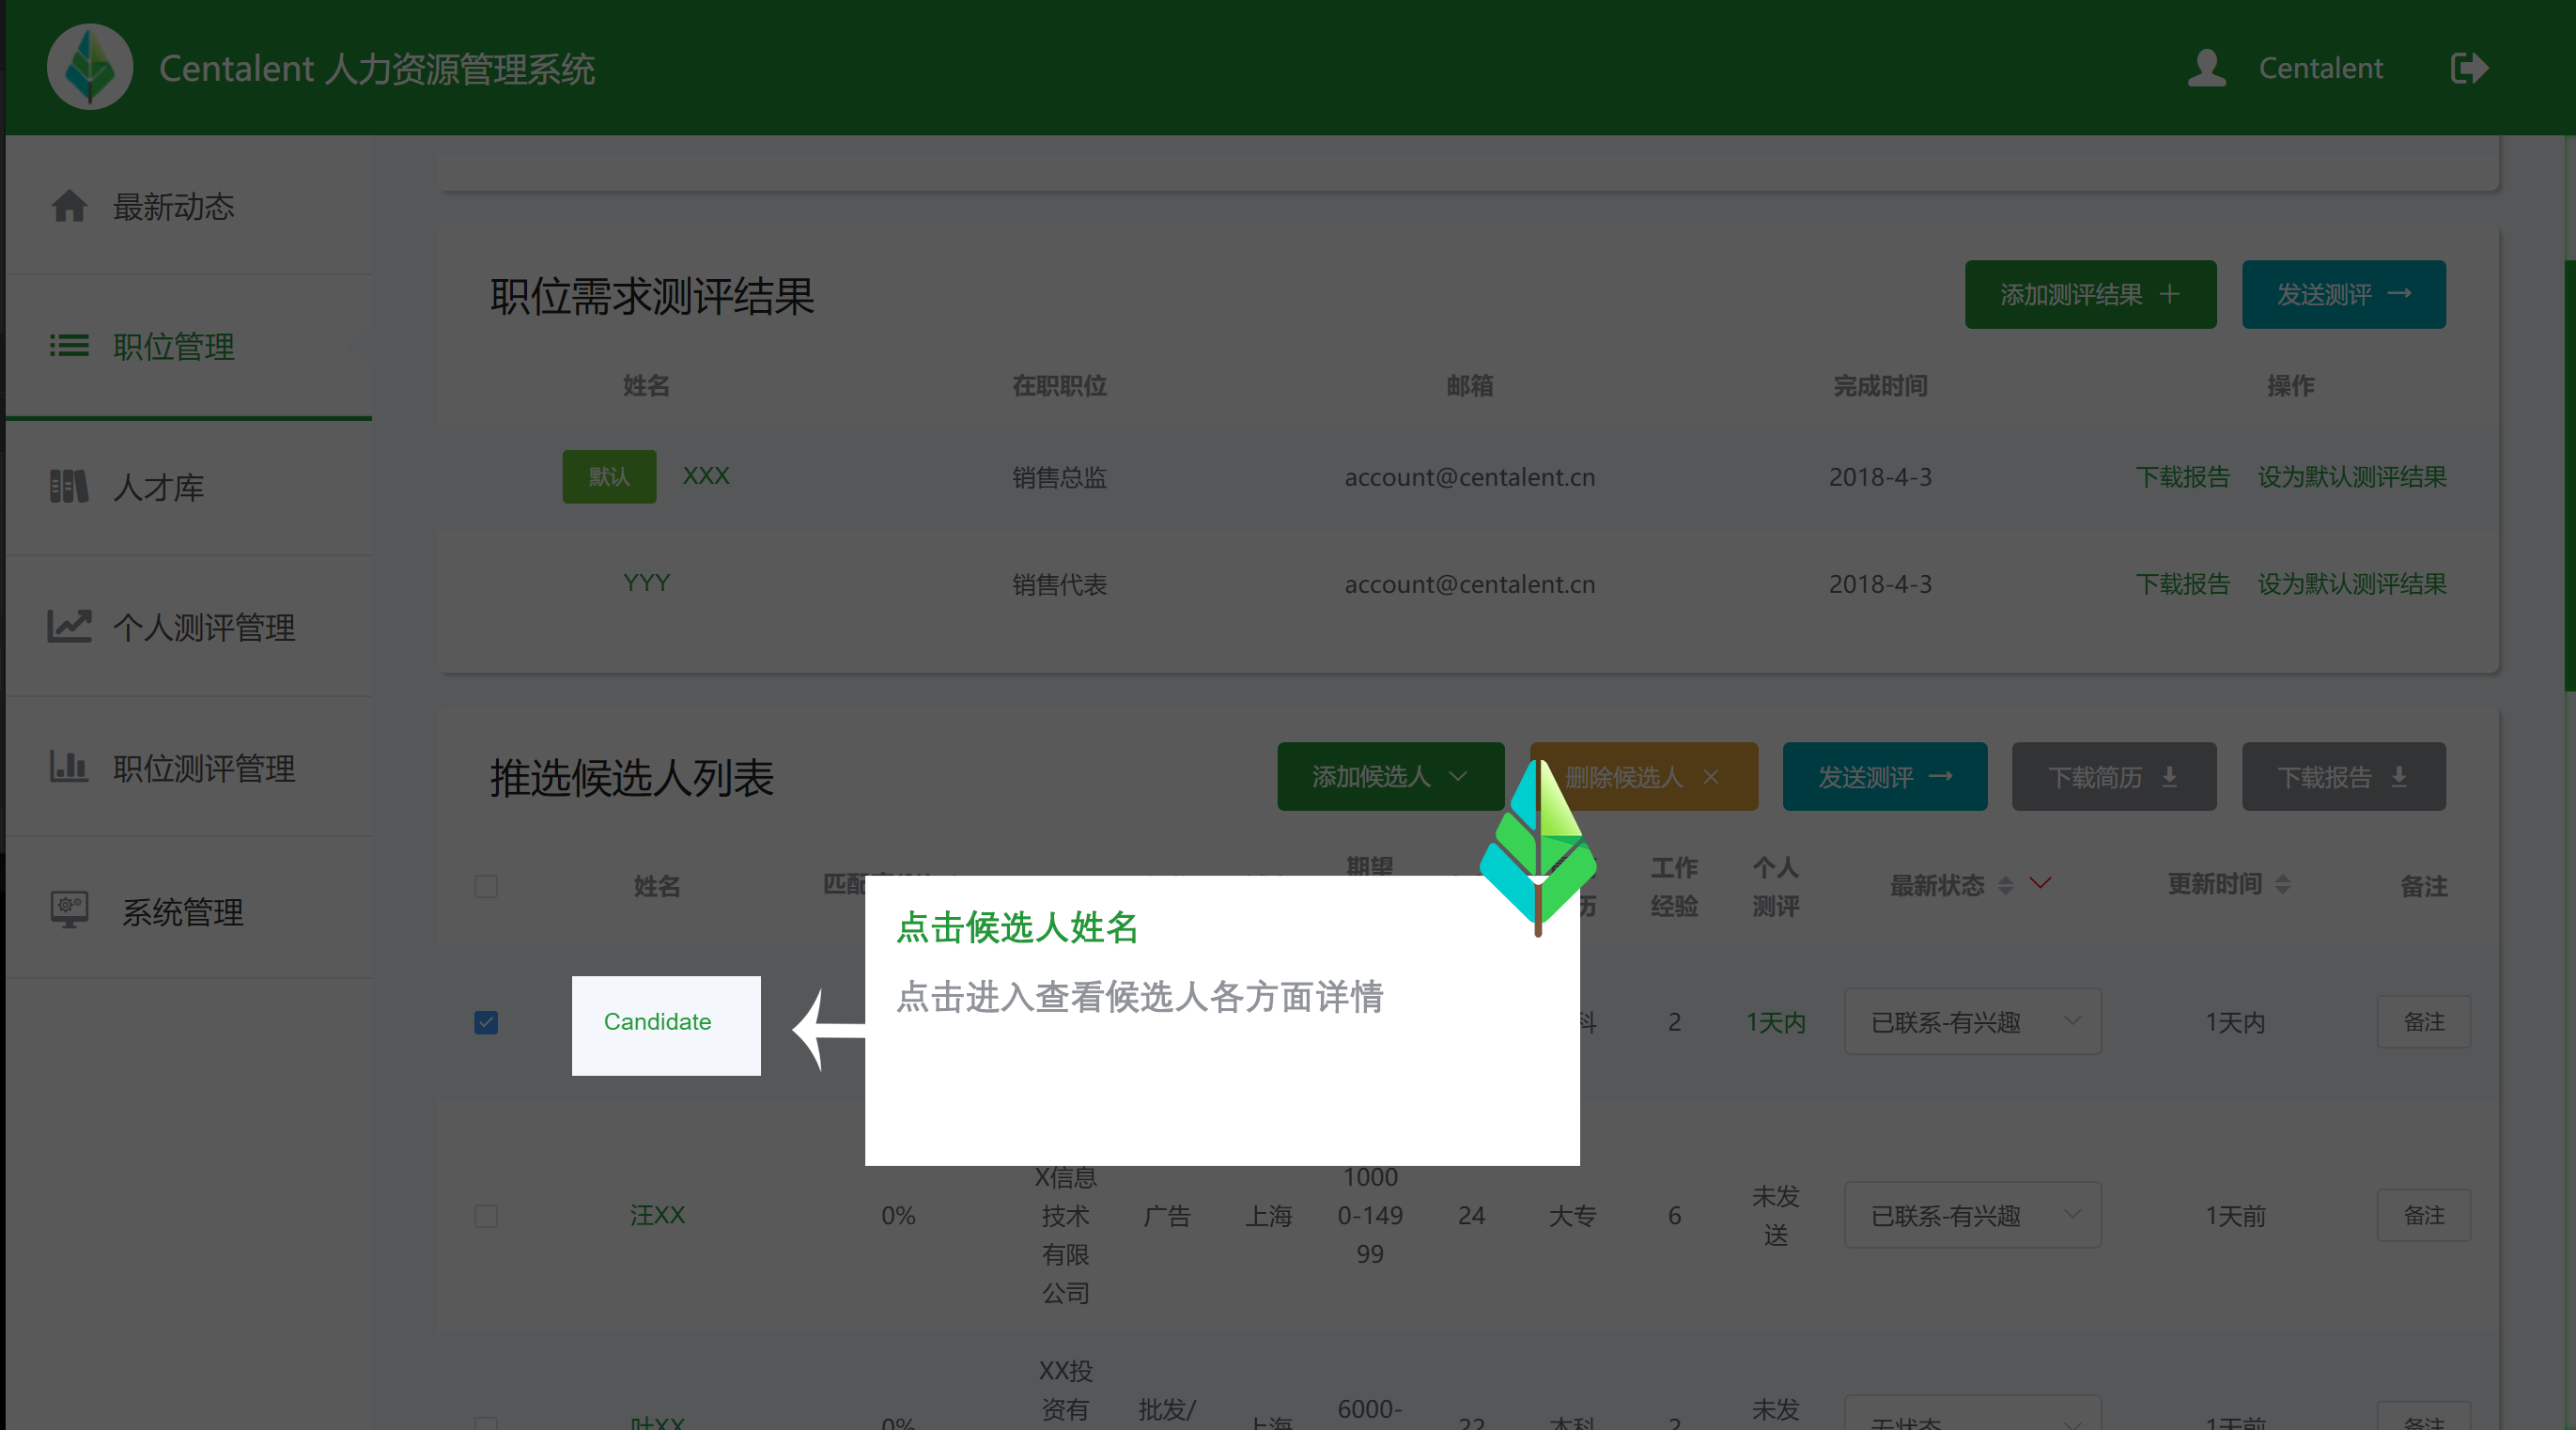 Centalent 人力资源管理系统
Centalent
最新动态
职位管理
人才库
个人测评管理
职位测评管理
系统管理
职位需求测评结果
添加测评结果
发送测评
姓名 在职职位 邮箱 完成时间 操作
默认 XXX 销售总监 account@centalent.cn 2018-4-3 下载报告 设为默认测评结果
YYY 销售代表 account@centalent.cn 2018-4-3 下载报告 设为默认测评结果
推选候选人列表
添加候选人
删除候选人
发送测评
下载简历
下载报告
姓名 匹配 期望 历 工作
经验 个人
测评 最新状态 更新时间 备注
点击候选人姓名
点击进入查看候选人各方面详情
Candidate 科 2 1天内 已联系-有兴趣 1天内 备注
汪XX 0% X信息
技术
有限
公司 广告 上海 1000
0-149
99 24 大专 6 未发
送 已联系-有兴趣 1天前 备注
叶XX 0% XX投
资有 批发/ 上海 6000- 22 本科 2 未发 无状态 1天前 备注